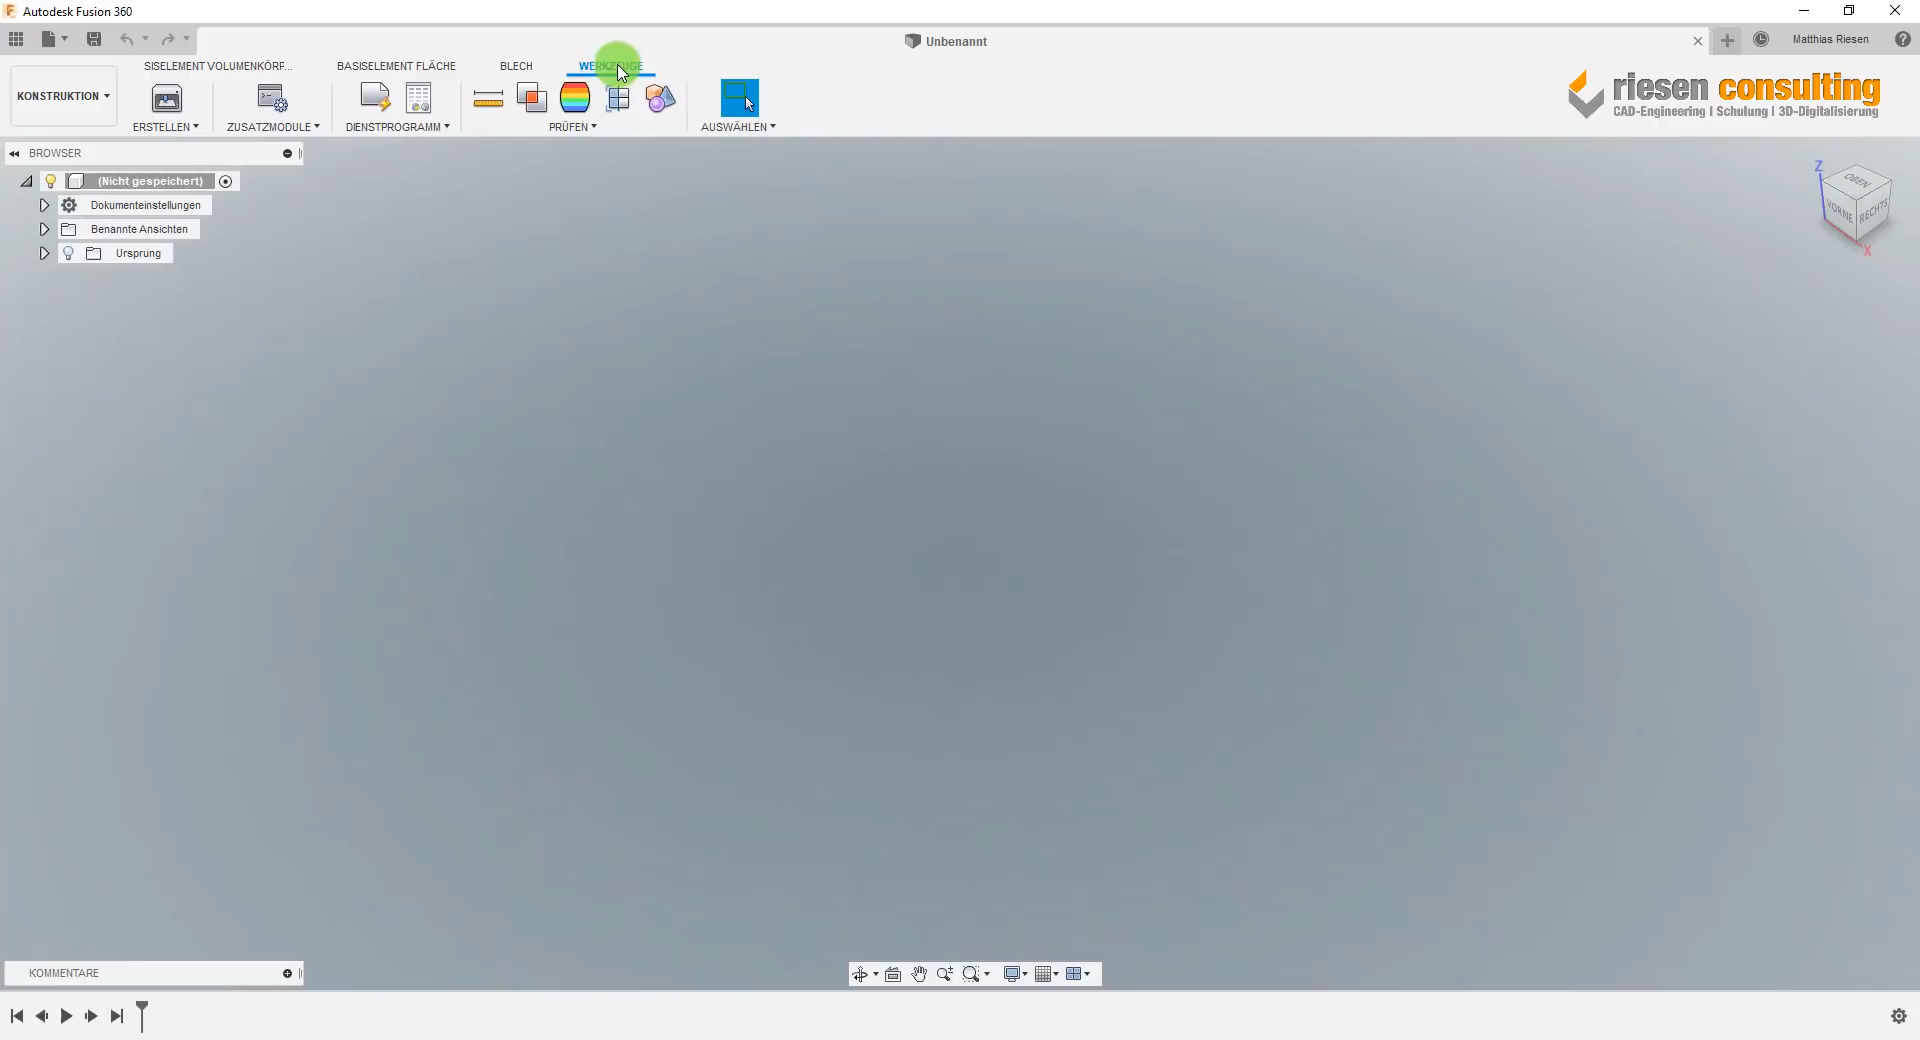 Autodesk Fusion 360
Unbenannt
Matthias Riesen
SISELEMENT VOLUMENKÖRF...
BASISELEMENT FLÄCHE
BLECH
WERKZEUGE
KONSTRUKTION
ERSTELLEN
ZUSATZMODULE
DIENSTPROGRAMM
PRÜFEN
AUSWÄHLEN
riesen consulting
CAD-Engineering | Schulung | 3D-Digitalisierung
BROWSER
(Nicht gespeichert)
Dokumenteinstellungen
Benannte Ansichten
Ursprung
Z
OBEN
VORNE
RECHTS
X
KOMMENTARE